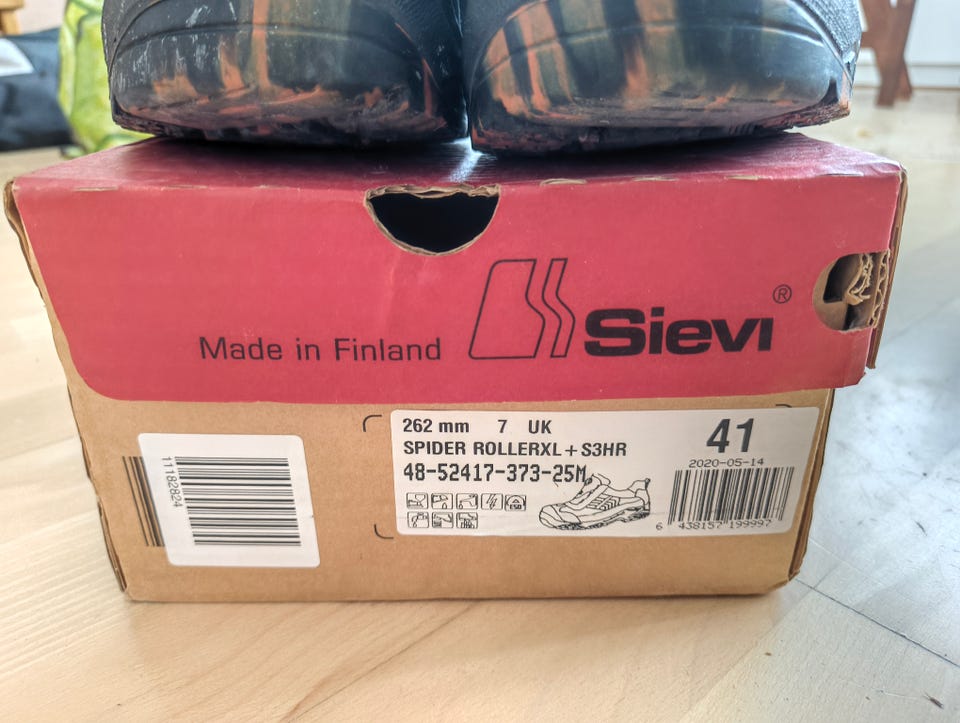 Made in Finland
Sievi ®
262 mm 7 UK
SPIDER ROLLERXL+S3HR
48-52417-373-25M
41
2020-05-14
6 438157 199997
11182824